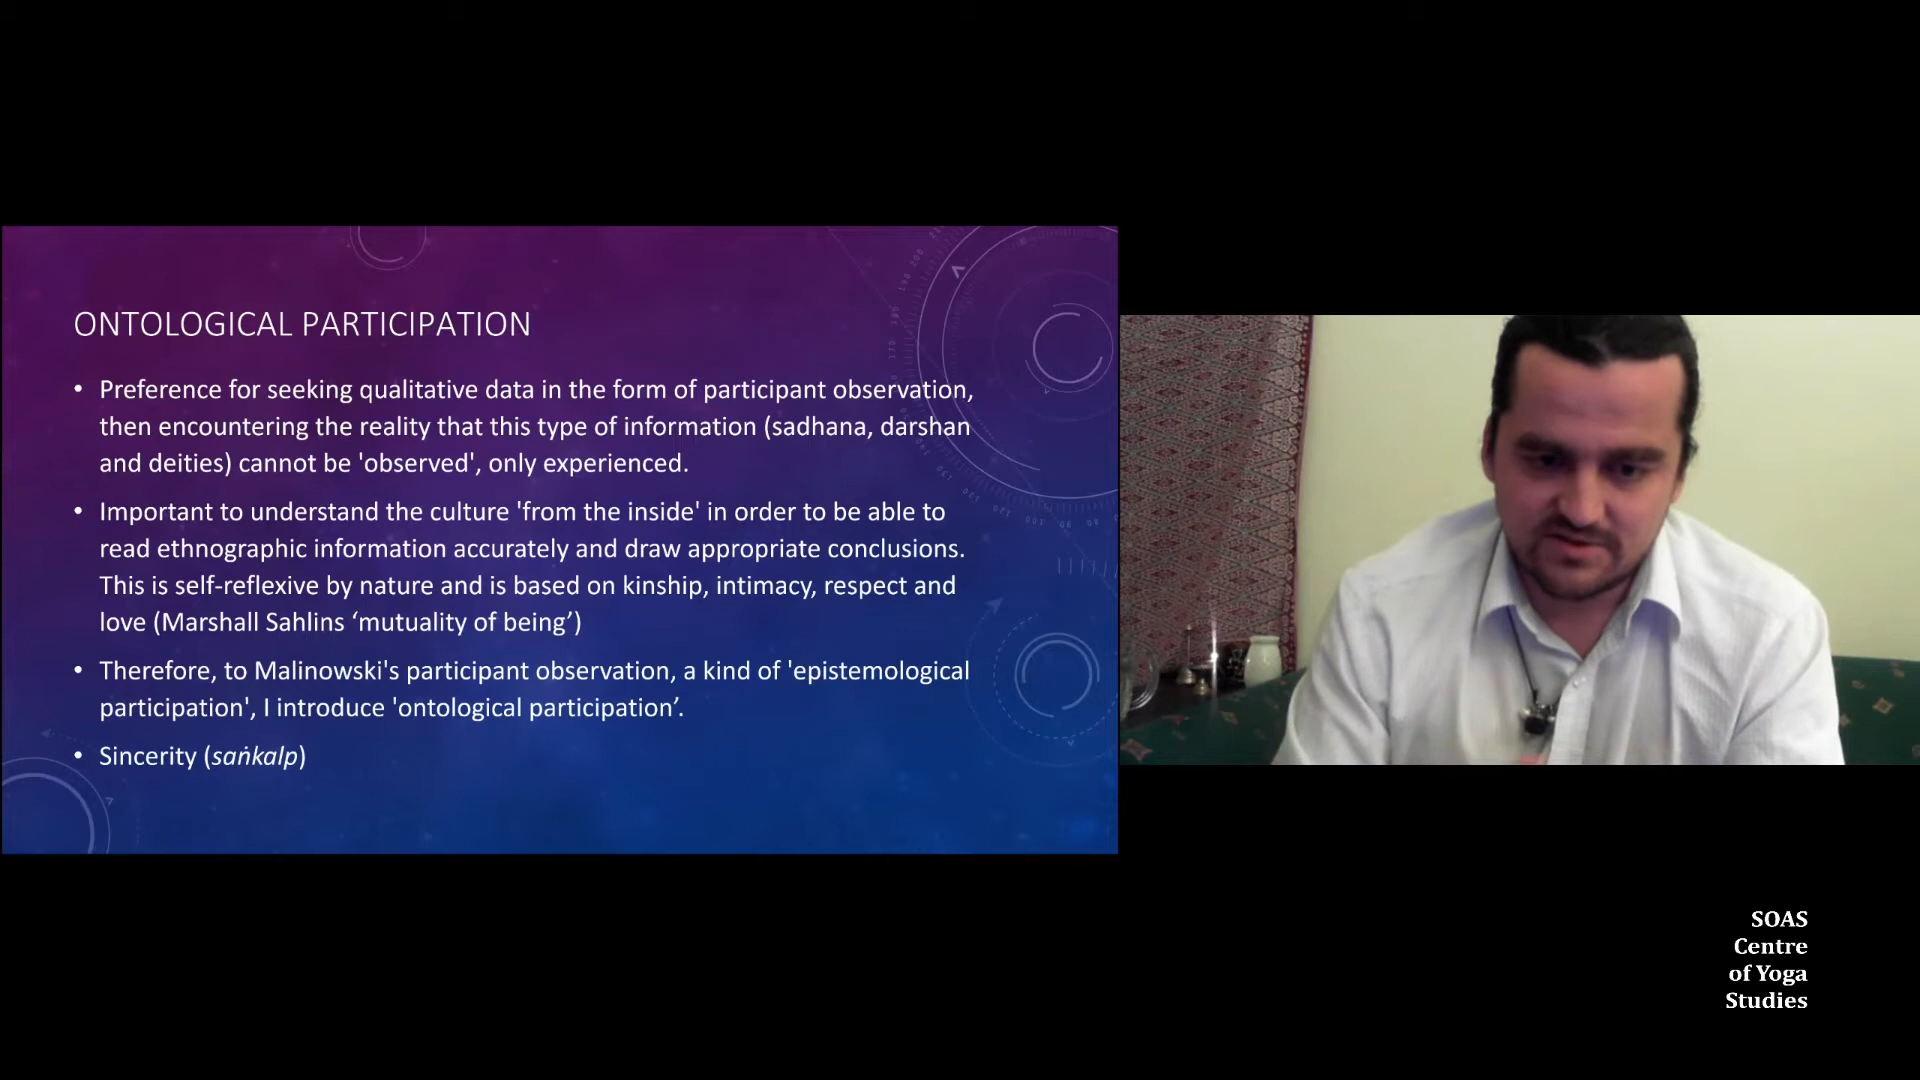 ONTOLOGICAL PARTICIPATION
• Preference for seeking qualitative data in the form of participant observation,
then encountering the reality that this type of information (sadhana, darshan
and deities) cannot be 'observed', only experienced.
• Important to understand the culture 'from the inside' in order to be able to
read ethnographic information accurately and draw appropriate conclusions.
This is self-reflexive by nature and is based on kinship, intimacy, respect and
love (Marshall Sahlins ‘mutuality of being’)
• Therefore, to Malinowski's participant observation, a kind of 'epistemological
participation', I introduce 'ontological participation’.
• Sincerity (saṅkalp)
SOAS
Centre
of Yoga
Studies